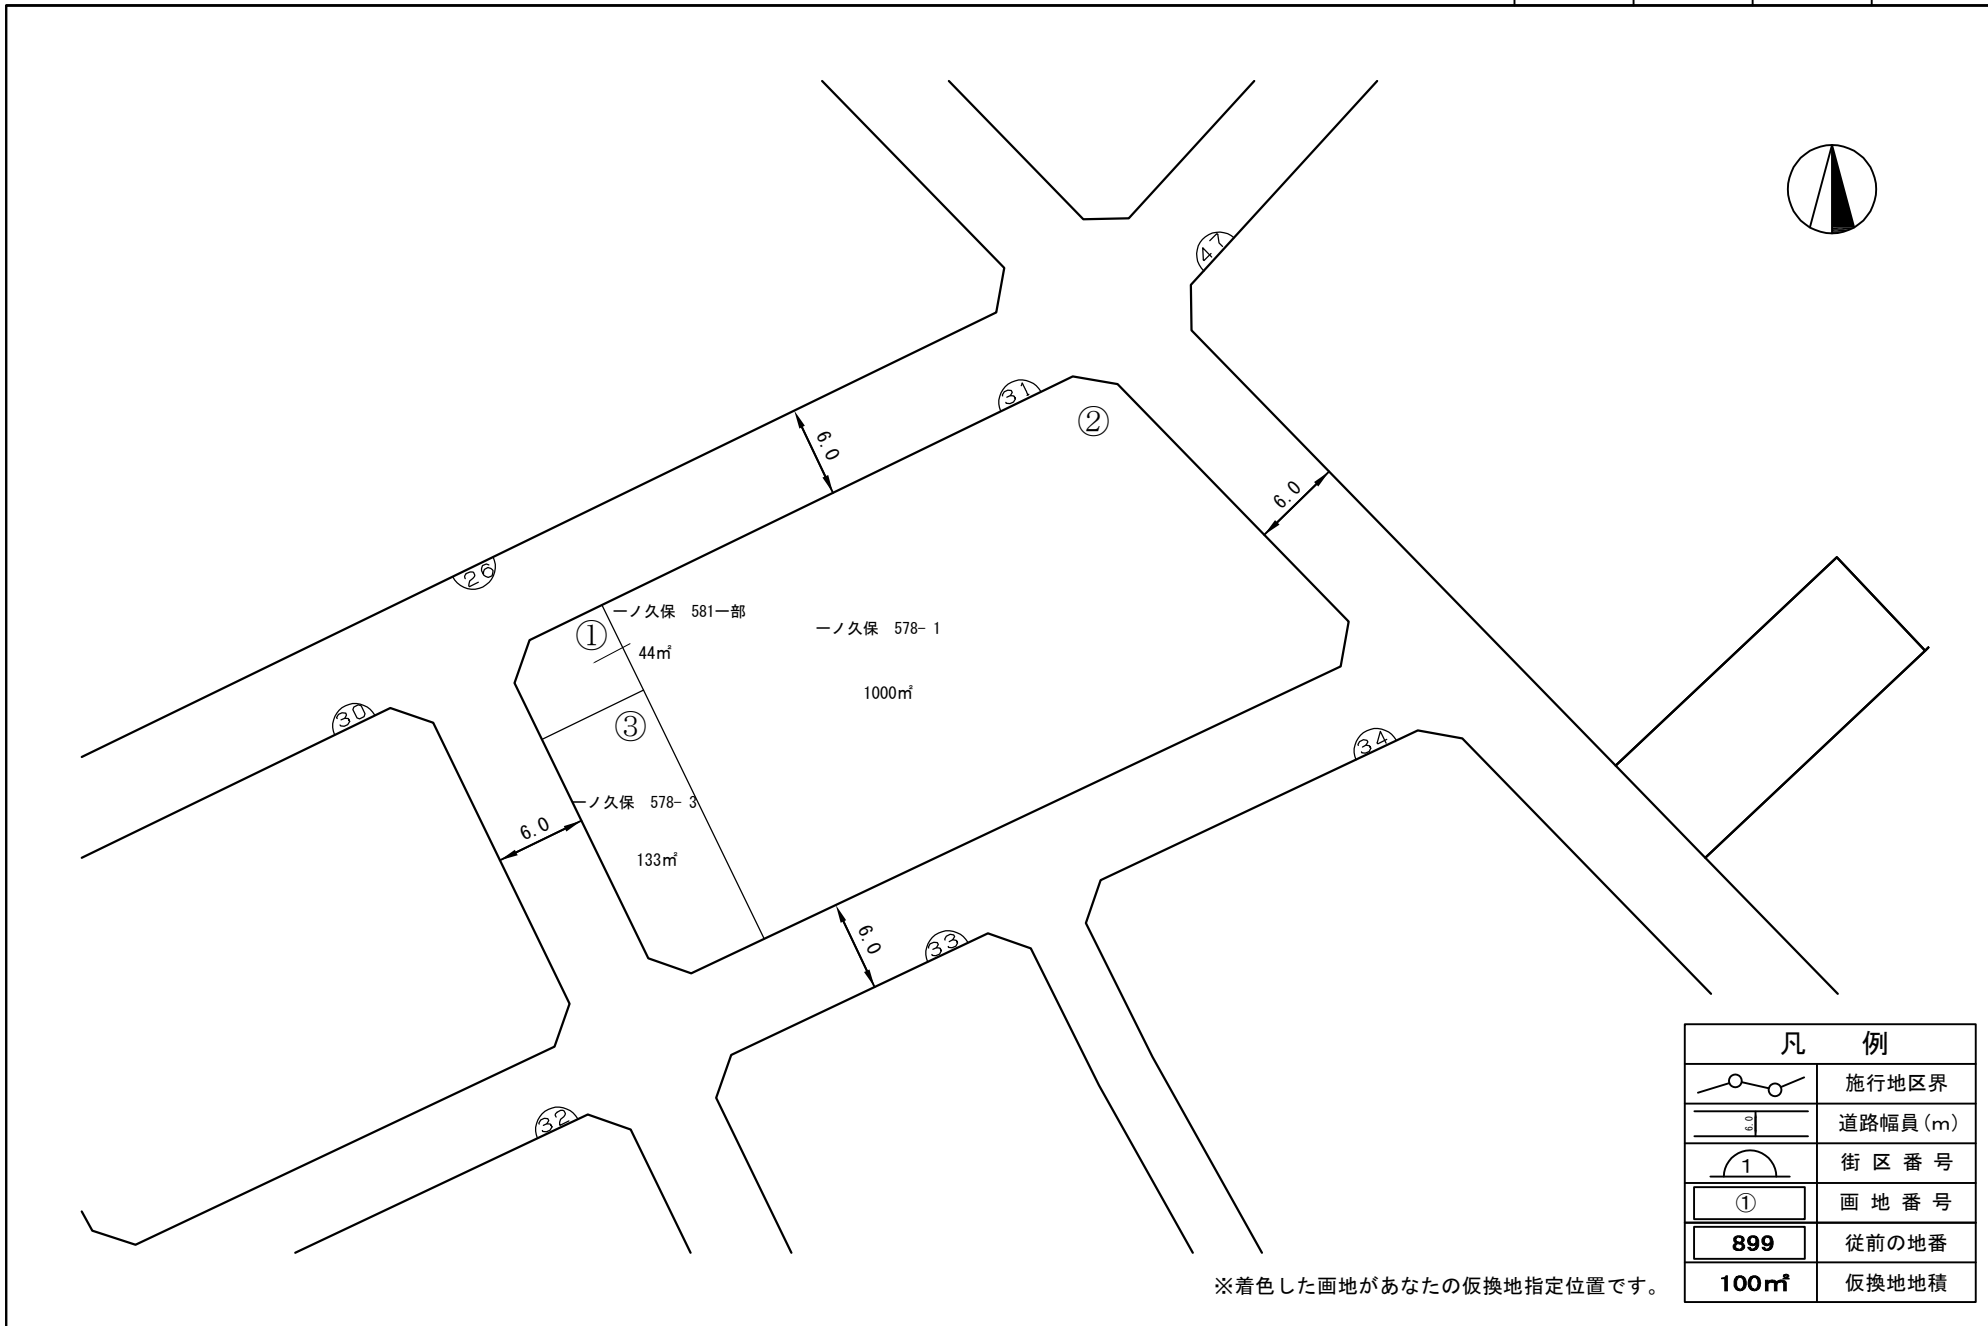 47
31
②
6.0
6.0
26
一ノ久保 581一部
①
44㎡
一ノ久保 578-1
1000㎡
30
③
34
一ノ久保 578-3
6.0
133㎡
6.0
33
32
凡 例
施行地区界
6.0 道路幅員(m)
1 街区番号
① 画地番号
899 従前の地番
100㎡ 仮換地地積
※着色した画地があなたの仮換地指定位置です。